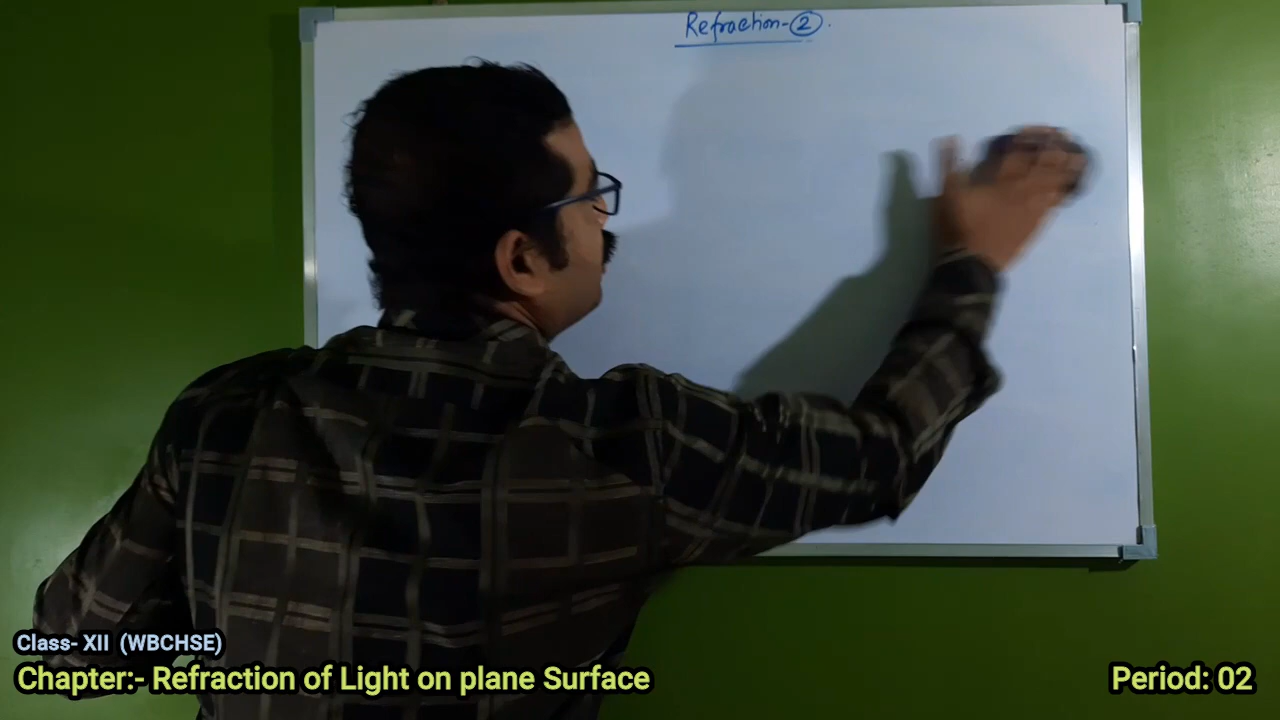 Refraction-②.
Class- XII (WBCHSE)
Chapter:- Refraction of Light on plane Surface
Period: 02